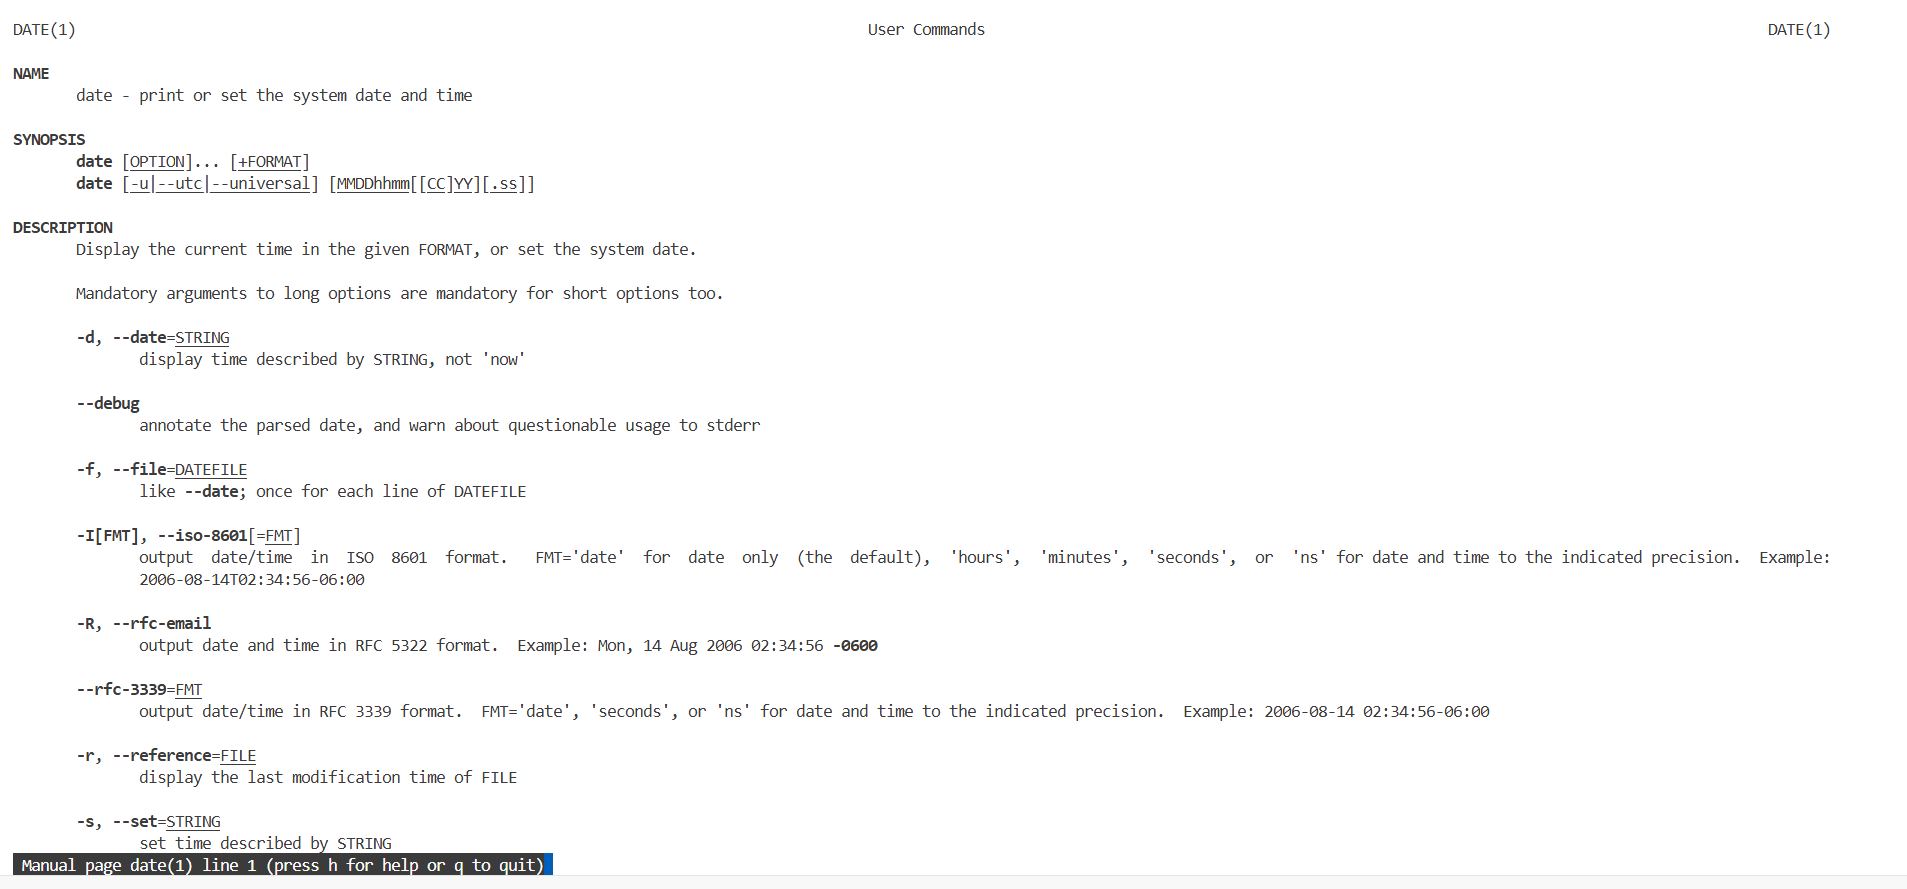 DATE(1) User Commands DATE(1)
NAME
date - print or set the system date and time
SYNOPSIS
date [OPTION]... [+FORMAT]
date [-u|--utc|--universal] [MMDDhhmm[[CC]YY][.ss]]
DESCRIPTION
Display the current time in the given FORMAT, or set the system date.
Mandatory arguments to long options are mandatory for short options too.
-d, --date=STRING
display time described by STRING, not 'now'
--debug
annotate the parsed date, and warn about questionable usage to stderr
-f, --file=DATEFILE
like --date; once for each line of DATEFILE
-I[FMT], --iso-8601[=FMT]
output date/time in ISO 8601 format. FMT='date' for date only (the default), 'hours', 'minutes', 'seconds', or 'ns' for date and time to the indicated precision. Example:
2006-08-14T02:34:56-06:00
-R, --rfc-email
output date and time in RFC 5322 format. Example: Mon, 14 Aug 2006 02:34:56 -0600
--rfc-3339=FMT
output date/time in RFC 3339 format. FMT='date', 'seconds', or 'ns' for date and time to the indicated precision. Example: 2006-08-14 02:34:56-06:00
-r, --reference=FILE
display the last modification time of FILE
-s, --set=STRING
set time described by STRING
Manual page date(1) line 1 (press h for help or q to quit)